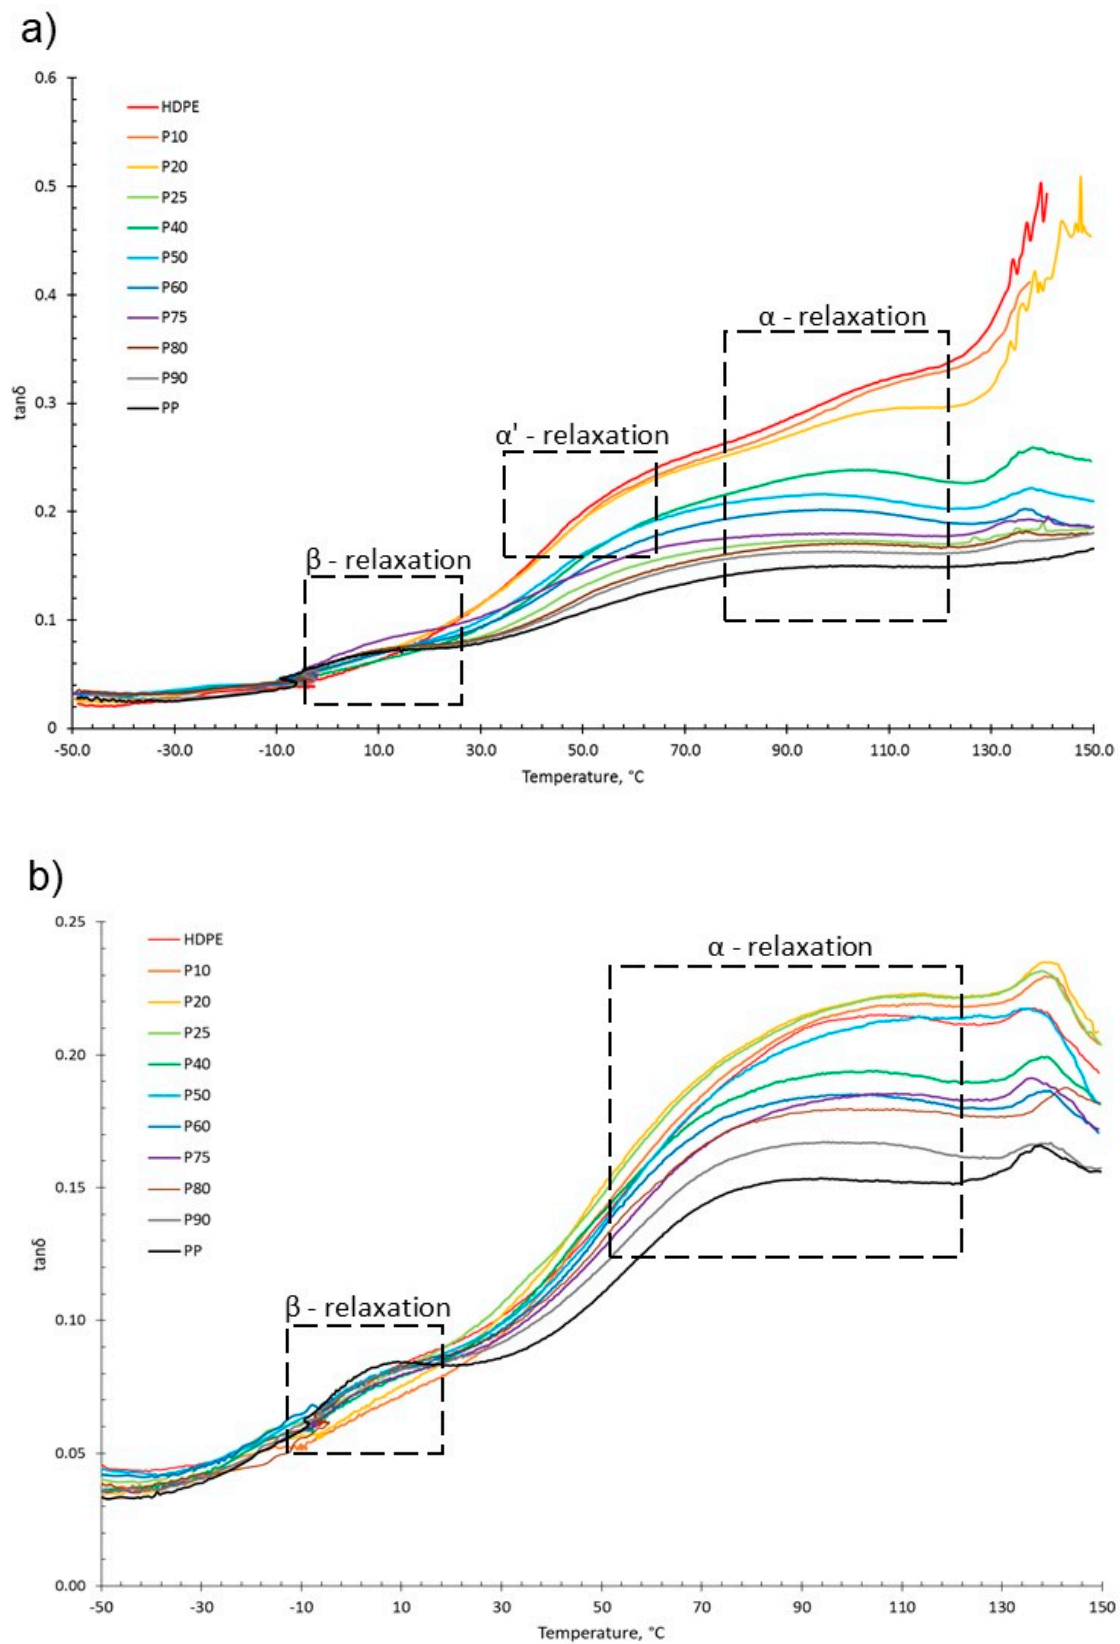 a)
0.6
HDPE
P10
P20
0.5
P25
P40
P50
0.4
P60
P75
α - relaxation
P80
P90
tanδ
0.3
PP
α' - relaxation
0.2
β - relaxation
0.1
0
-50.0 -30.0 -10.0 10.0 30.0 50.0 70.0 90.0 110.0 130.0 150.0
Temperature, °C
b)
0.25
HDPE
α - relaxation
P10
P20
P25
0.20
P40
P50
P60
P75
0.15
P80
P90
tanδ
PP
β - relaxation
0.10
0.05
0.00
-50 -30 -10 10 30 50 70 90 110 130 150
Temperature, °C